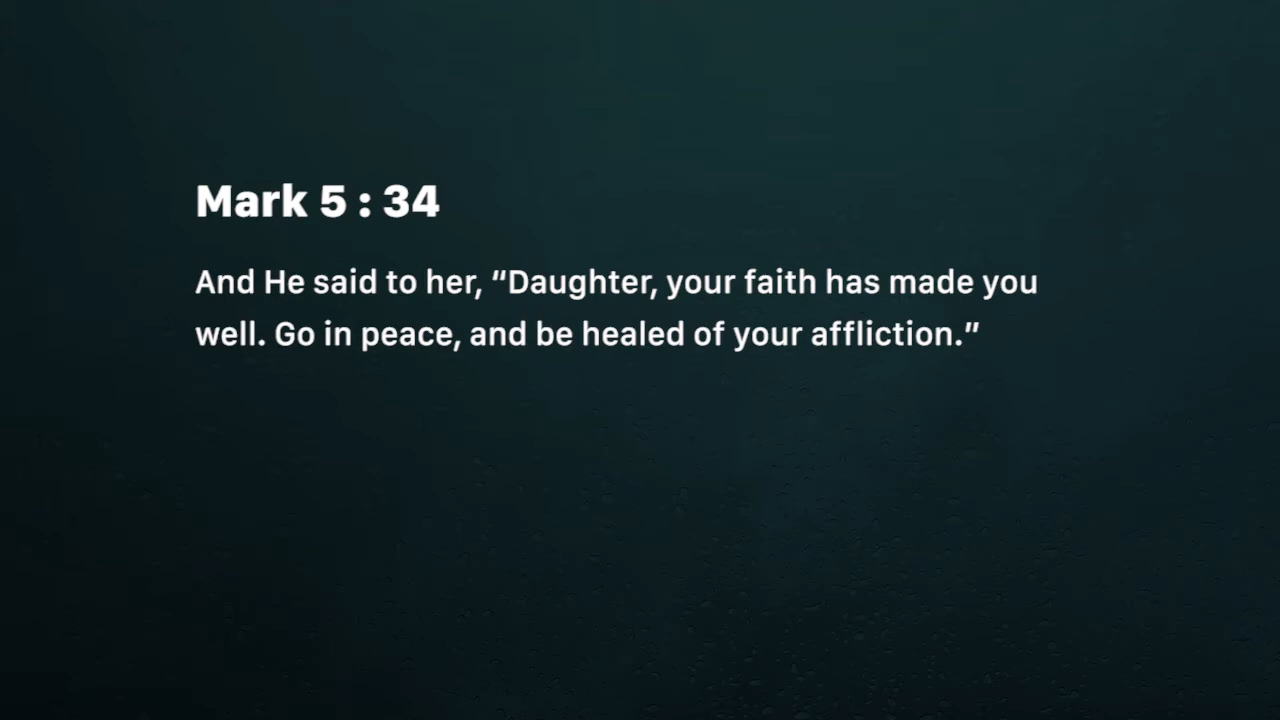 Mark 5 : 34
And He said to her, “Daughter, your faith has made you
well. Go in peace, and be healed of your affliction.”